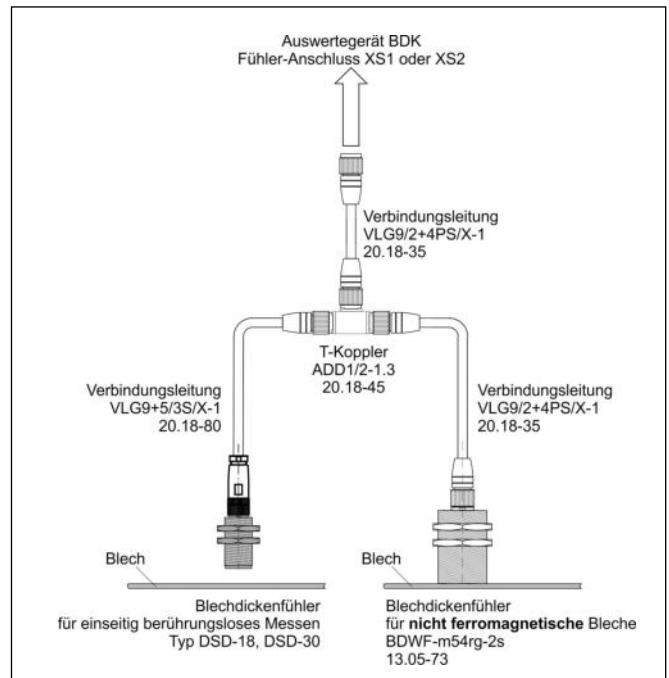 Auswertegerät BDK
Fühler-Anschluss XS1 oder XS2
Verbindungsleitung
VLG9/2+4PS/X-1
20.18-35
T-Koppler
ADD1/2-1.3
20.18-45
Verbindungsleitung
VLG9+5/3S/X-1
20.18-80
Verbindungsleitung
VLG9/2+4PS/X-1
20.18-35
Blech
Blechdickenfühler
für einseitig berührungsloses Messen
Typ DSD-18, DSD-30
Blech
Blechdickenfühler
für nicht ferromagnetische Bleche
BDWF-m54rg-2s
13.05-73